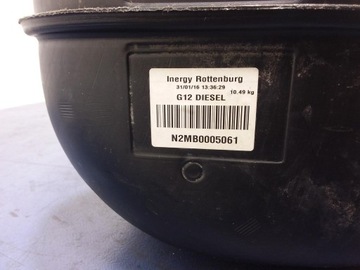 Inergy Rottenburg
31/01/16 13:36:29
10.49 kg
G12 DIESEL
N2MB0005061